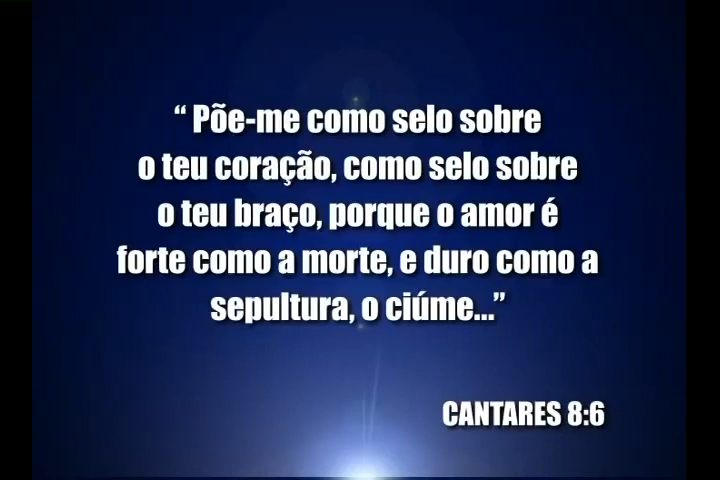 “ Põe-me como selo sobre
o teu coração, como selo sobre
o teu braço, porque o amor é
forte como a morte, e duro como a
sepultura, o ciúme...”
CANTARES 8:6